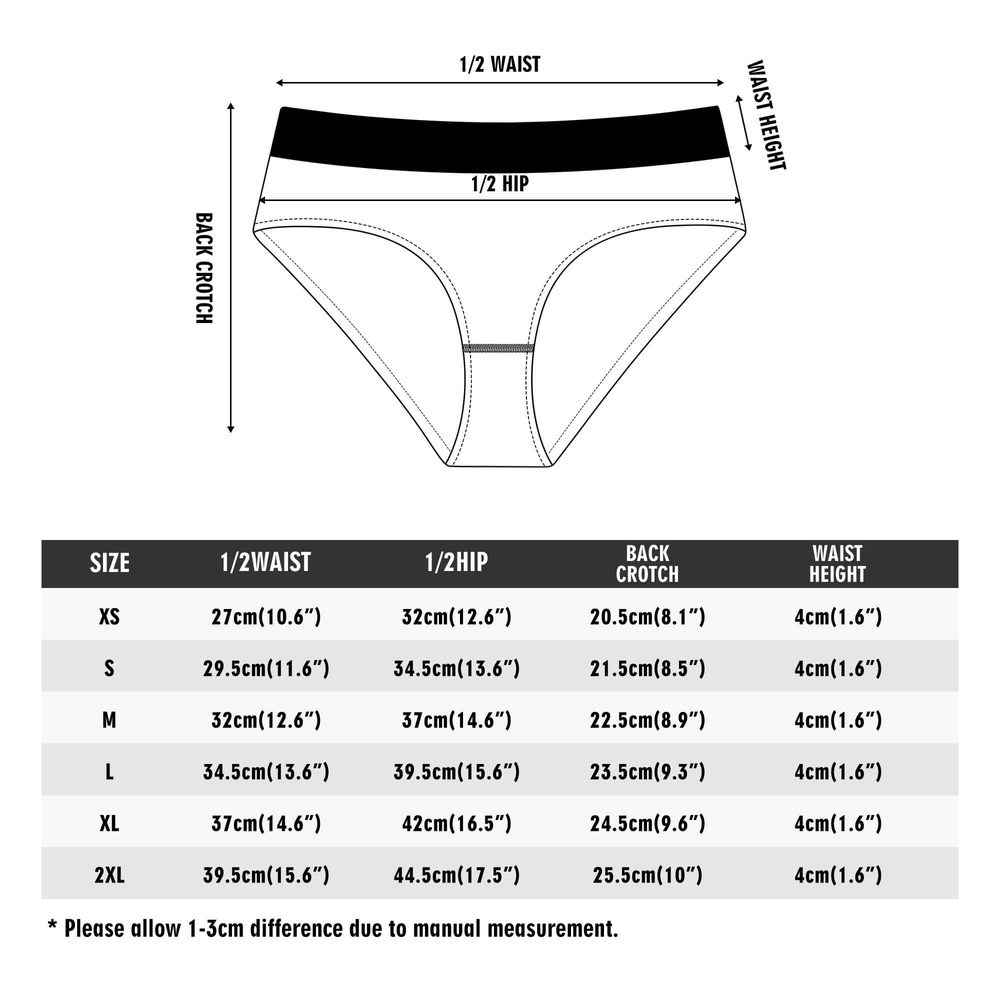 1/2 WAIST
WAIST HEIGHT
1/2 HIP
BACK CROTCH
SIZE 1/2WAIST 1/2HIP BACK CROTCH WAIST HEIGHT
XS 27cm(10.6") 32cm(12.6") 20.5cm(8.1") 4cm(1.6")
S 29.5cm(11.6") 34.5cm(13.6") 21.5cm(8.5") 4cm(1.6")
M 32cm(12.6") 37cm(14.6") 22.5cm(8.9") 4cm(1.6")
L 34.5cm(13.6") 39.5cm(15.6") 23.5cm(9.3") 4cm(1.6")
XL 37cm(14.6") 42cm(16.5") 24.5cm(9.6") 4cm(1.6")
2XL 39.5cm(15.6") 44.5cm(17.5") 25.5cm(10") 4cm(1.6")
* Please allow 1-3cm difference due to manual measurement.